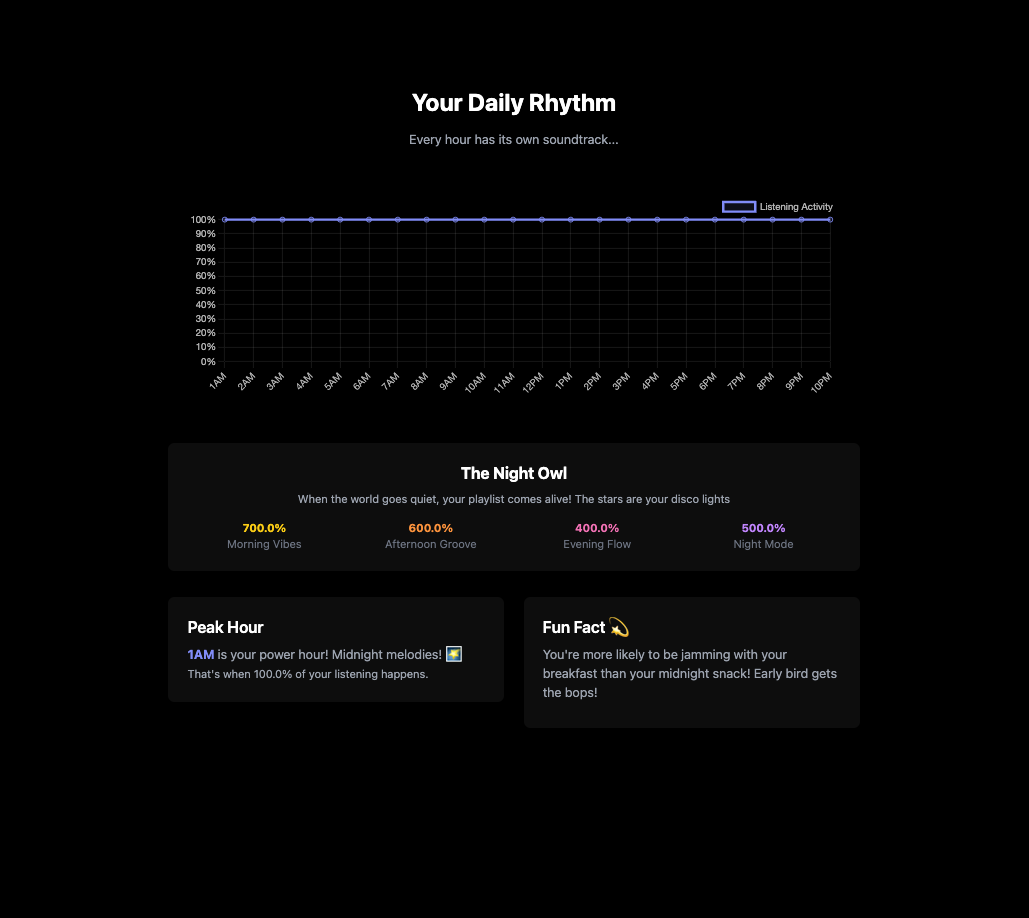 Your Daily Rhythm
Every hour has its own soundtrack...
Listening Activity
100%
90%
80%
70%
60%
50%
40%
30%
20%
10%
0%
1AM 2AM 3AM 4AM 5AM 6AM 7AM 8AM 9AM 10AM 11AM 12PM 1PM 2PM 3PM 4PM 5PM 6PM 7PM 8PM 9PM 10PM
The Night Owl
When the world goes quiet, your playlist comes alive! The stars are your disco lights
700.0% 600.0% 400.0% 500.0%
Morning Vibes Afternoon Groove Evening Flow Night Mode
Peak Hour
1AM is your power hour! Midnight melodies! 🌠
That's when 100.0% of your listening happens.
Fun Fact 💫
You're more likely to be jamming with your
breakfast than your midnight snack! Early bird gets
the bops!